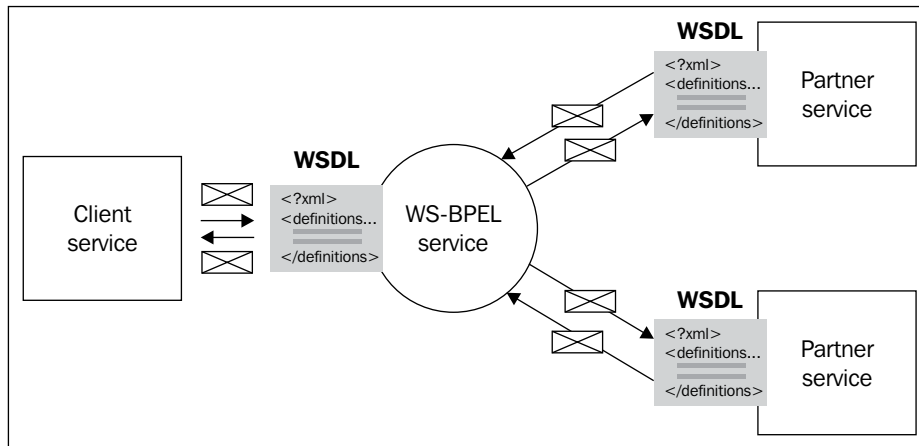 WSDL
<?xml>
<definitions...
</definitions>
Partner
service
WSDL
<?xml>
<definitions...
</definitions>
Client
service
WS-BPEL
service
WSDL
<?xml>
<definitions...
</definitions>
Partner
service